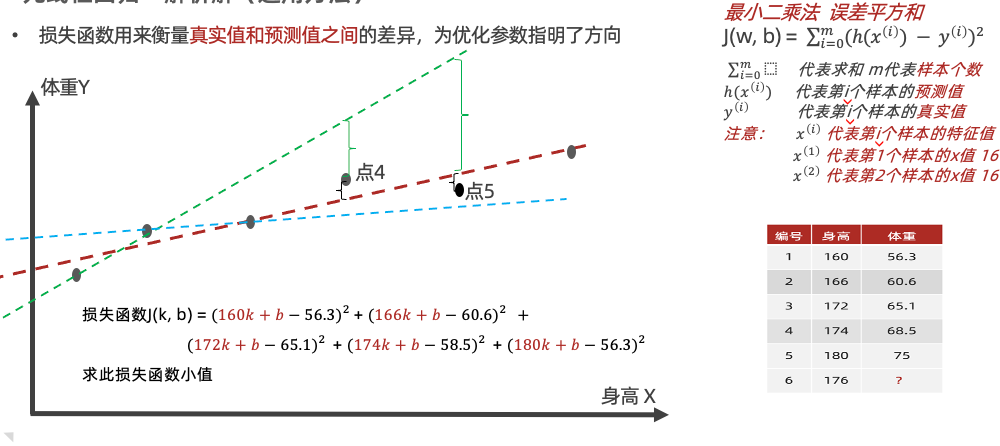 • 损失函数用来衡量真实值和预测值之间的差异，为优化参数指明了方向
体重Y
点4
点5
损失函数J(k, b) = (160k + b − 56.3)² + (166k + b − 60.6)² +
(172k + b − 65.1)² + (174k + b − 58.5)² + (180k + b − 56.3)²
求此损失函数小值
身高 X
最小二乘法 误差平方和
J(w, b) = ∑ᵢ₌₀ᵐ(h(x⁽ⁱ⁾) − y⁽ⁱ⁾)²
∑ᵢ₌₀ᵐ⬚ 代表求和 m代表样本个数
h(x⁽ⁱ⁾) 代表第i个样本的预测值
y⁽ⁱ⁾ 代表第i个样本的真实值
注意： x⁽ⁱ⁾ 代表第i个样本的特征值
x⁽¹⁾ 代表第1个样本的x值 16
x⁽²⁾ 代表第2个样本的x值 16
编号 身高 体重
1 160 56.3
2 166 60.6
3 172 65.1
4 174 68.5
5 180 75
6 176 ?